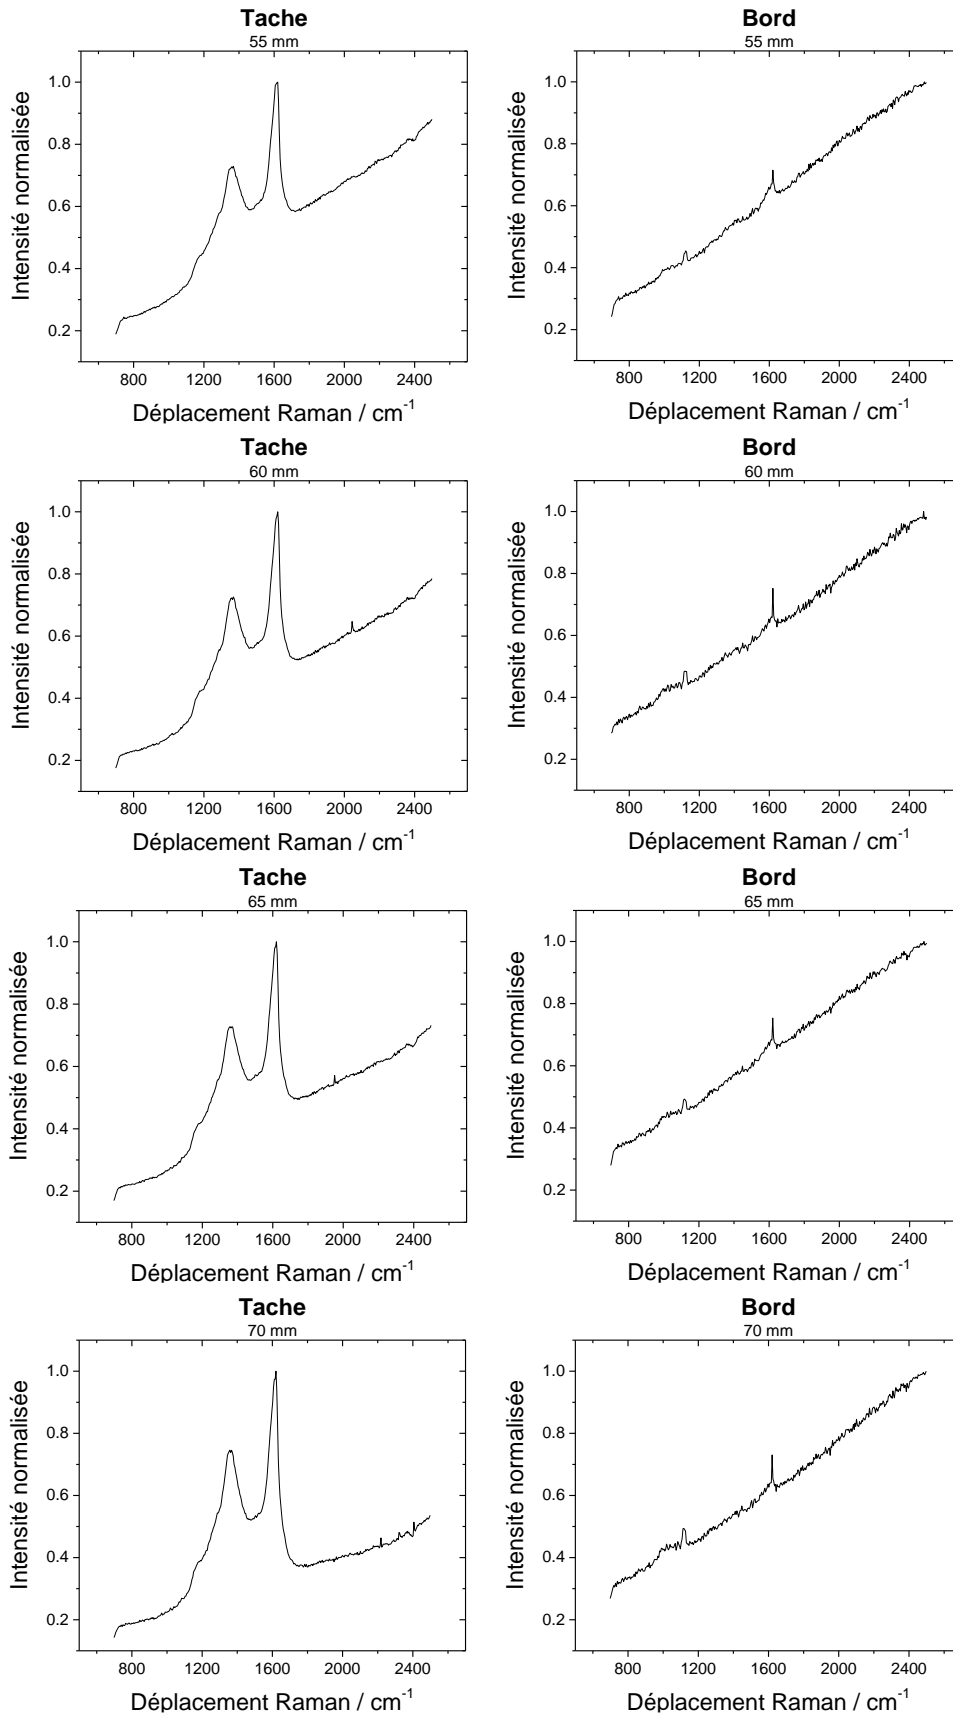 Tache
55 mm
Intensité normalisée
1.0
0.8
0.6
0.4
0.2
800 1200 1600 2000 2400
Déplacement Raman / cm-1
Bord
55 mm
Intensité normalisée
1.0
0.8
0.6
0.4
0.2
800 1200 1600 2000 2400
Déplacement Raman / cm-1
Tache
60 mm
Intensité normalisée
1.0
0.8
0.6
0.4
0.2
800 1200 1600 2000 2400
Déplacement Raman / cm-1
Bord
60 mm
Intensité normalisée
1.0
0.8
0.6
0.4
0.2
800 1200 1600 2000 2400
Déplacement Raman / cm-1
Tache
65 mm
Intensité normalisée
1.0
0.8
0.6
0.4
0.2
800 1200 1600 2000 2400
Déplacement Raman / cm-1
Bord
65 mm
Intensité normalisée
1.0
0.8
0.6
0.4
0.2
800 1200 1600 2000 2400
Déplacement Raman / cm-1
Tache
70 mm
Intensité normalisée
1.0
0.8
0.6
0.4
0.2
800 1200 1600 2000 2400
Déplacement Raman / cm-1
Bord
70 mm
Intensité normalisée
1.0
0.8
0.6
0.4
0.2
800 1200 1600 2000 2400
Déplacement Raman / cm-1